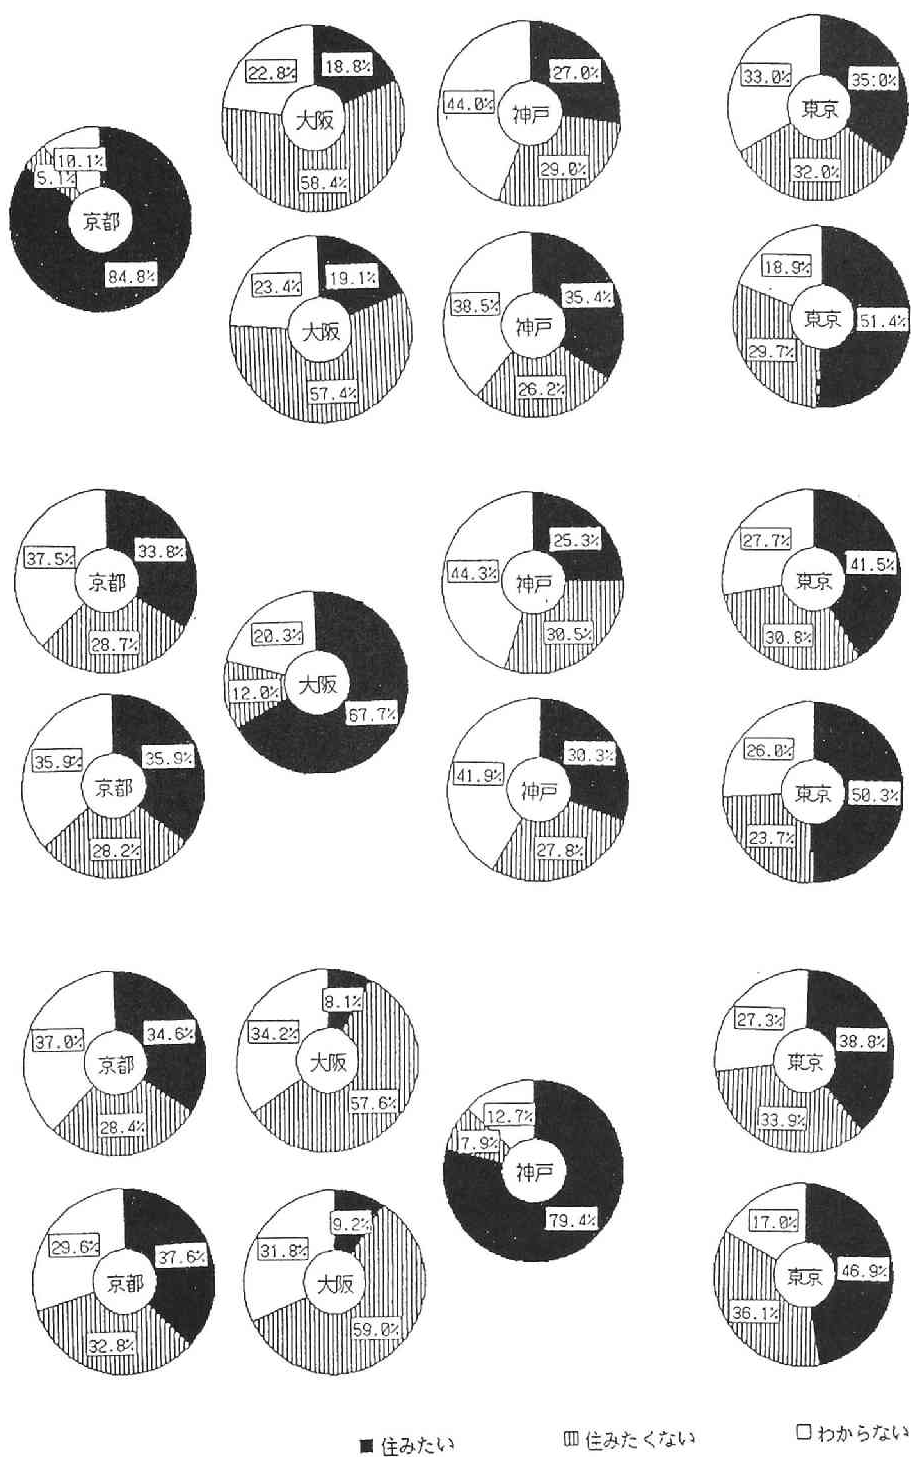 22.8% 18.8% 大阪 58.4%
44.0% 27.0% 神戸 29.0%
33.0% 35.0% 東京 32.0%
10.1% 5.1% 京都 84.8%
23.4% 19.1% 大阪 57.4%
38.5% 35.4% 神戸 26.2%
18.9% 51.4% 東京 29.7%
37.5% 33.8% 京都 28.7%
44.3% 25.3% 神戸 30.5%
27.7% 41.5% 東京 30.8%
20.3% 12.0% 大阪 67.7%
35.9% 35.9% 京都 28.2%
41.9% 30.3% 神戸 27.8%
26.0% 50.3% 東京 23.7%
37.0% 34.6% 京都 28.4%
34.2% 8.1% 大阪 57.6%
27.3% 38.8% 東京 33.9%
12.7% 7.9% 神戸 79.4%
29.6% 37.6% 京都 32.8%
31.8% 9.2% 大阪 59.0%
17.0% 46.9% 東京 36.1%
住みたい 住みたくない わからない